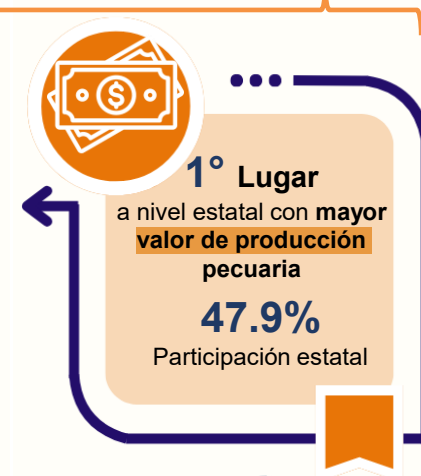 1° Lugar
a nivel estatal con mayor
valor de producción
pecuaria
47.9%
Participación estatal